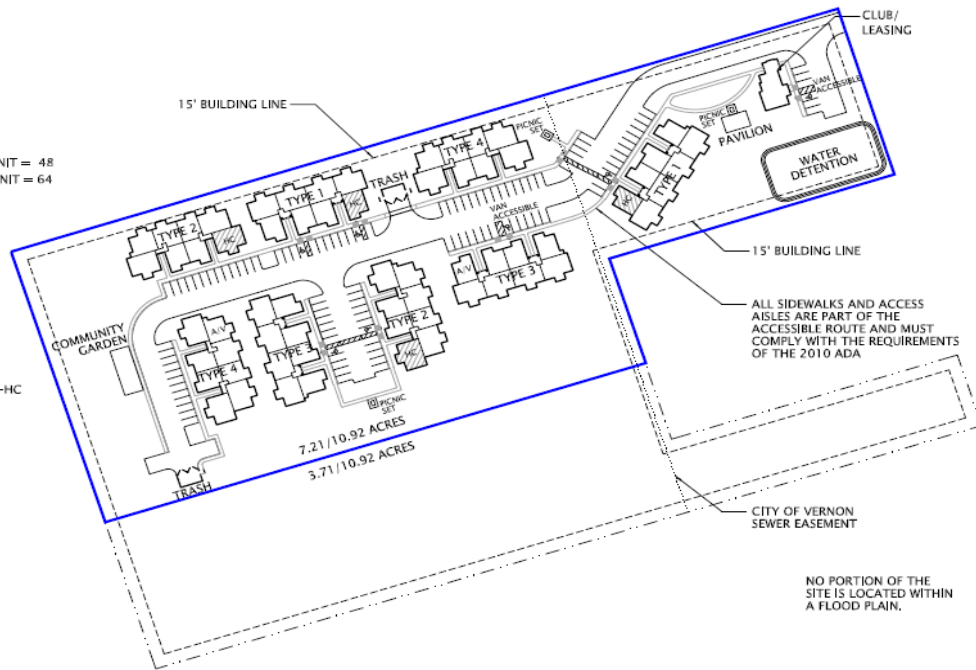 CLUB/
LEASING
15' BUILDING LINE
VAN
ACCESSIBLE
PICNIC
SET
PICNIC
SET
PAVILION
WATER
DETENTION
NIT = 48
NIT = 64
TYPE 4
TRASH
TYPE 1
HC
TYPE 1
HC
TYPE 2
HC
VAN
ACCESSIBLE
A/V
TYPE 3
15' BUILDING LINE
ALL SIDEWALKS AND ACCESS
AISLES ARE PART OF THE
ACCESSIBLE ROUTE AND MUST
COMPLY WITH THE REQUIREMENTS
OF THE 2010 ADA
COMMUNITY
GARDEN
A/V
TYPE 4
TYPE 3
TYPE 2
HC
-HC
PICNIC
SET
7.21/10.92 ACRES
3.71/10.92 ACRES
TRASH
CITY OF VERNON
SEWER EASEMENT
NO PORTION OF THE
SITE IS LOCATED WITHIN
A FLOOD PLAIN.